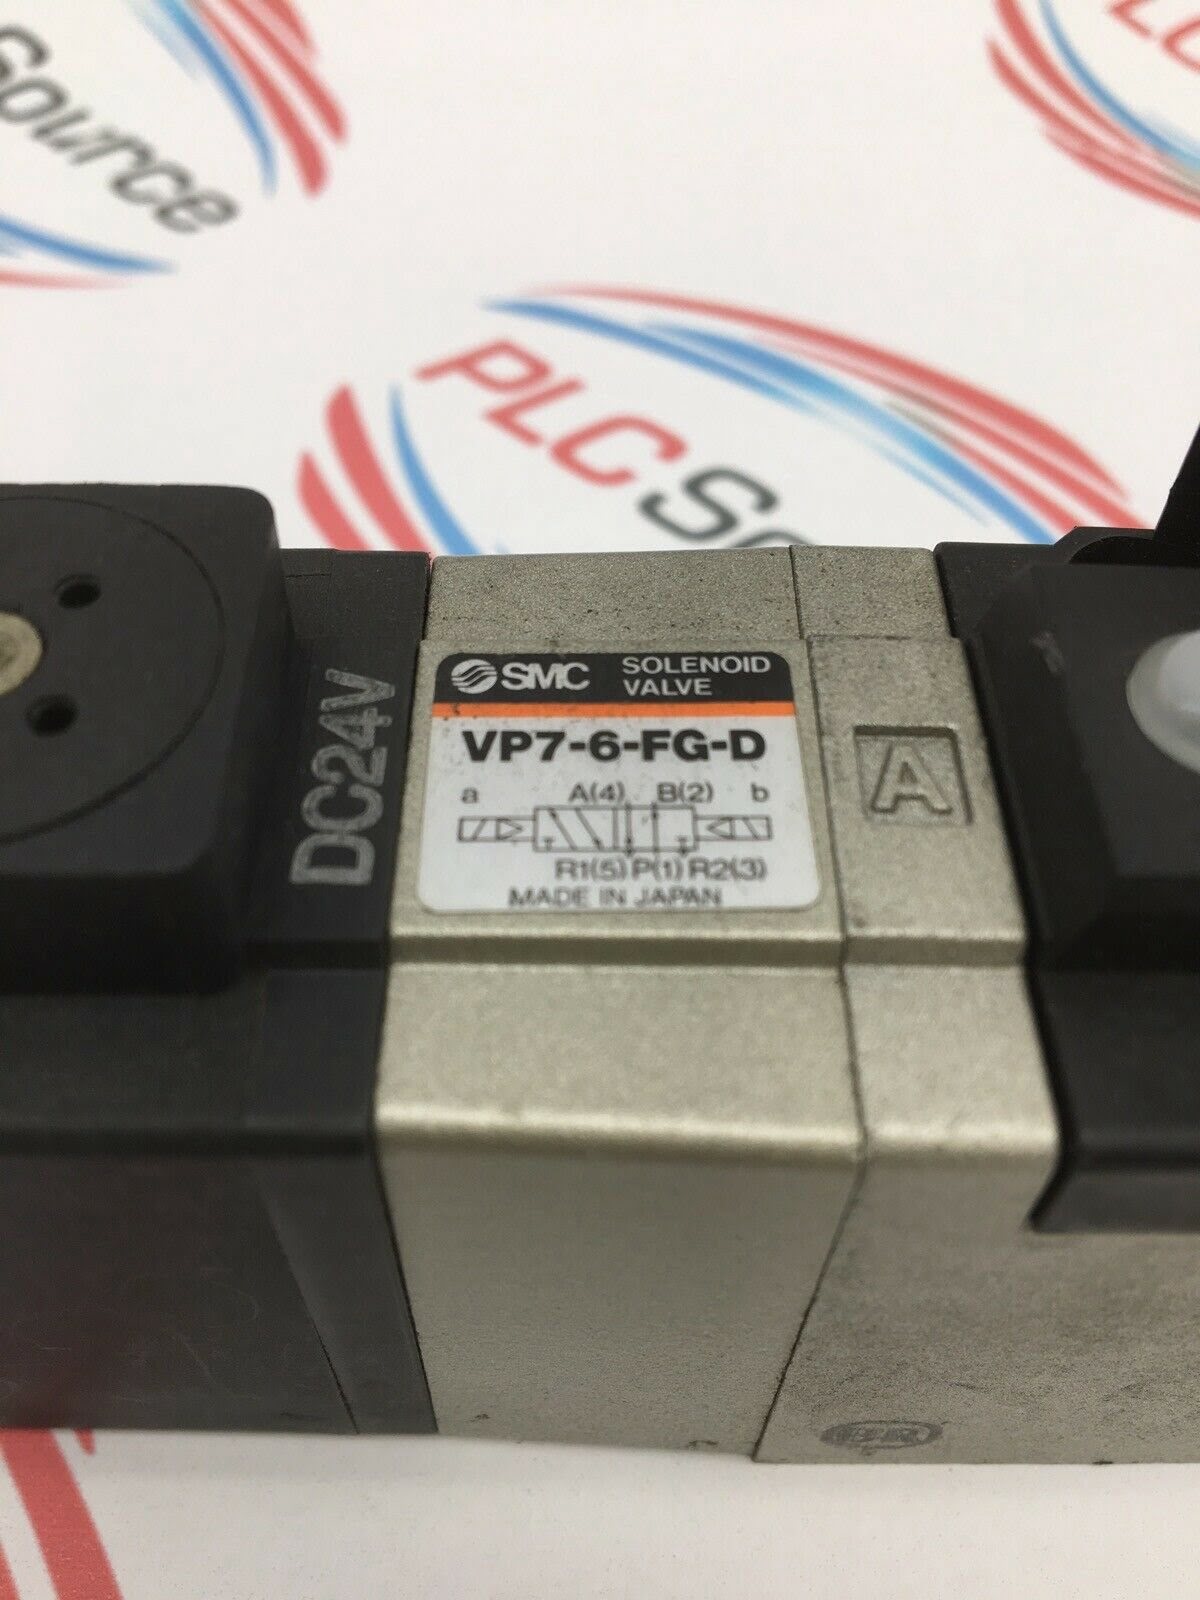 Source
PLC
PLC So
DC24V
SMC SOLENOID
VALVE
VP7-6-FG-D
a A(4) B(2) b
R1(5) P(1) R2(3)
MADE IN JAPAN
A